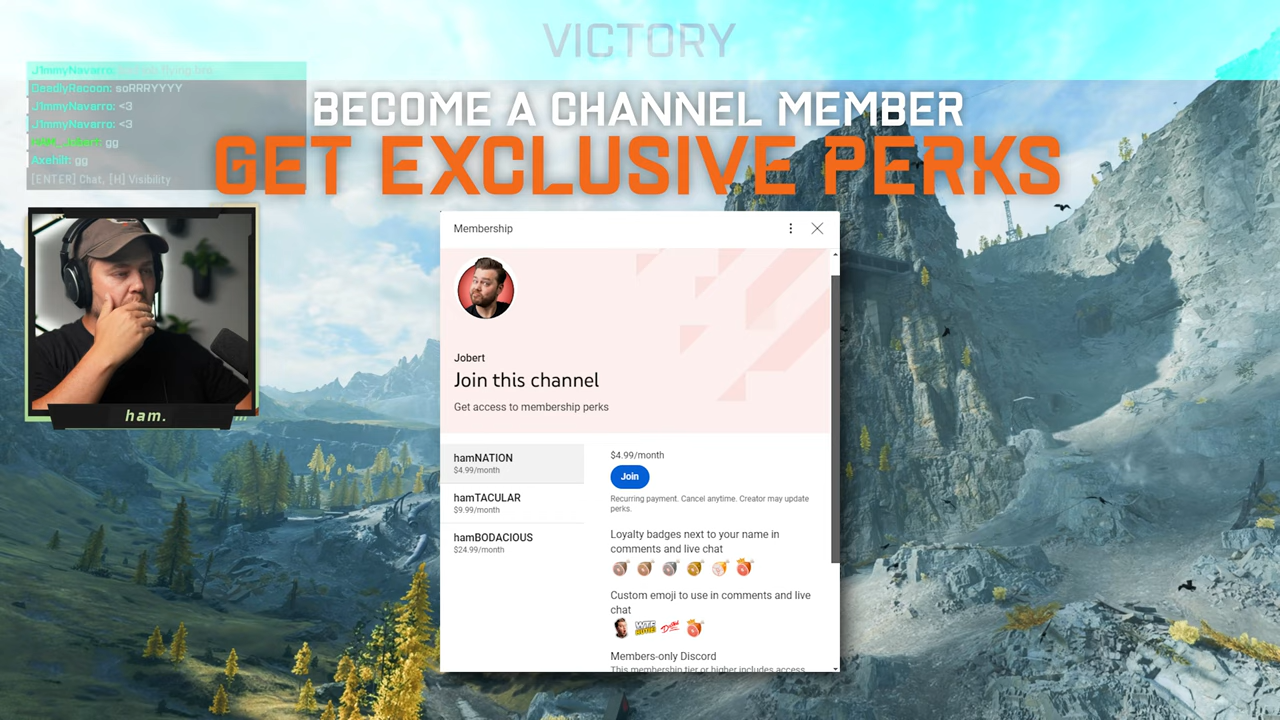 VICTORY
J1mmyNavarro:
DeadlyRacoon: soRRRYYYY
J1mmyNavarro: <3
J1mmyNavarro: <3
gg
Axehilt: gg
[ENTER] Chat, [H] Visibility
BECOME A CHANNEL MEMBER
GET EXCLUSIVE PERKS
ham.
Membership
Jobert
Join this channel
Get access to membership perks
hamNATION
$4.99/month
hamTACULAR
$9.99/month
hamBODACIOUS
$24.99/month
$4.99/month
Join
Recurring payment. Cancel anytime. Creator may update
perks.
Loyalty badges next to your name in
comments and live chat
Custom emoji to use in comments and live
chat
Members-only Discord
This membership tier or higher includes access